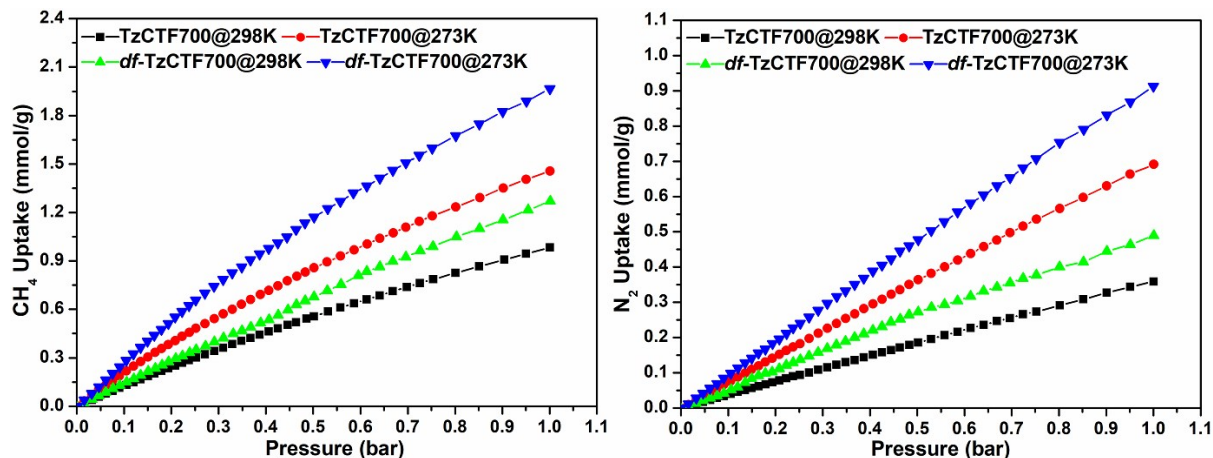 TzCTF700@298K TzCTF700@273K
df-TzCTF700@298K df-TzCTF700@273K
CH4 Uptake (mmol/g)
2.4
2.1
1.8
1.5
1.2
0.9
0.6
0.3
0.0
0.0 0.1 0.2 0.3 0.4 0.5 0.6 0.7 0.8 0.9 1.0 1.1
Pressure (bar)
TzCTF700@298K TzCTF700@273K
df-TzCTF700@298K df-TzCTF700@273K
N2 Uptake (mmol/g)
1.1
1.0
0.9
0.8
0.7
0.6
0.5
0.4
0.3
0.2
0.1
0.0
0.0 0.1 0.2 0.3 0.4 0.5 0.6 0.7 0.8 0.9 1.0 1.1
Pressure (bar)